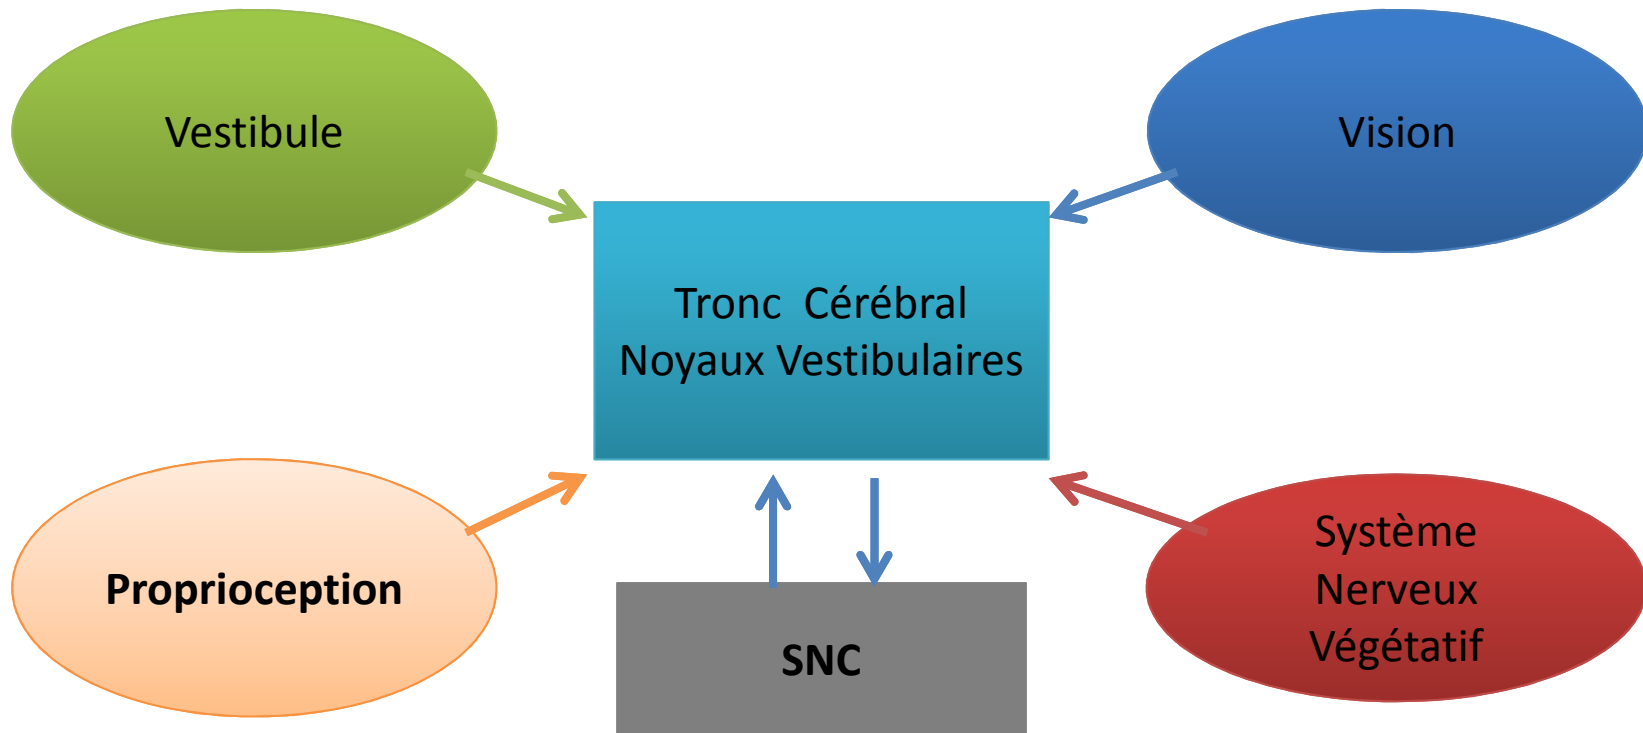 Vestibule
Vision
Tronc Cérébral
Noyaux Vestibulaires
Proprioception
Système
Nerveux
Végétatif
SNC